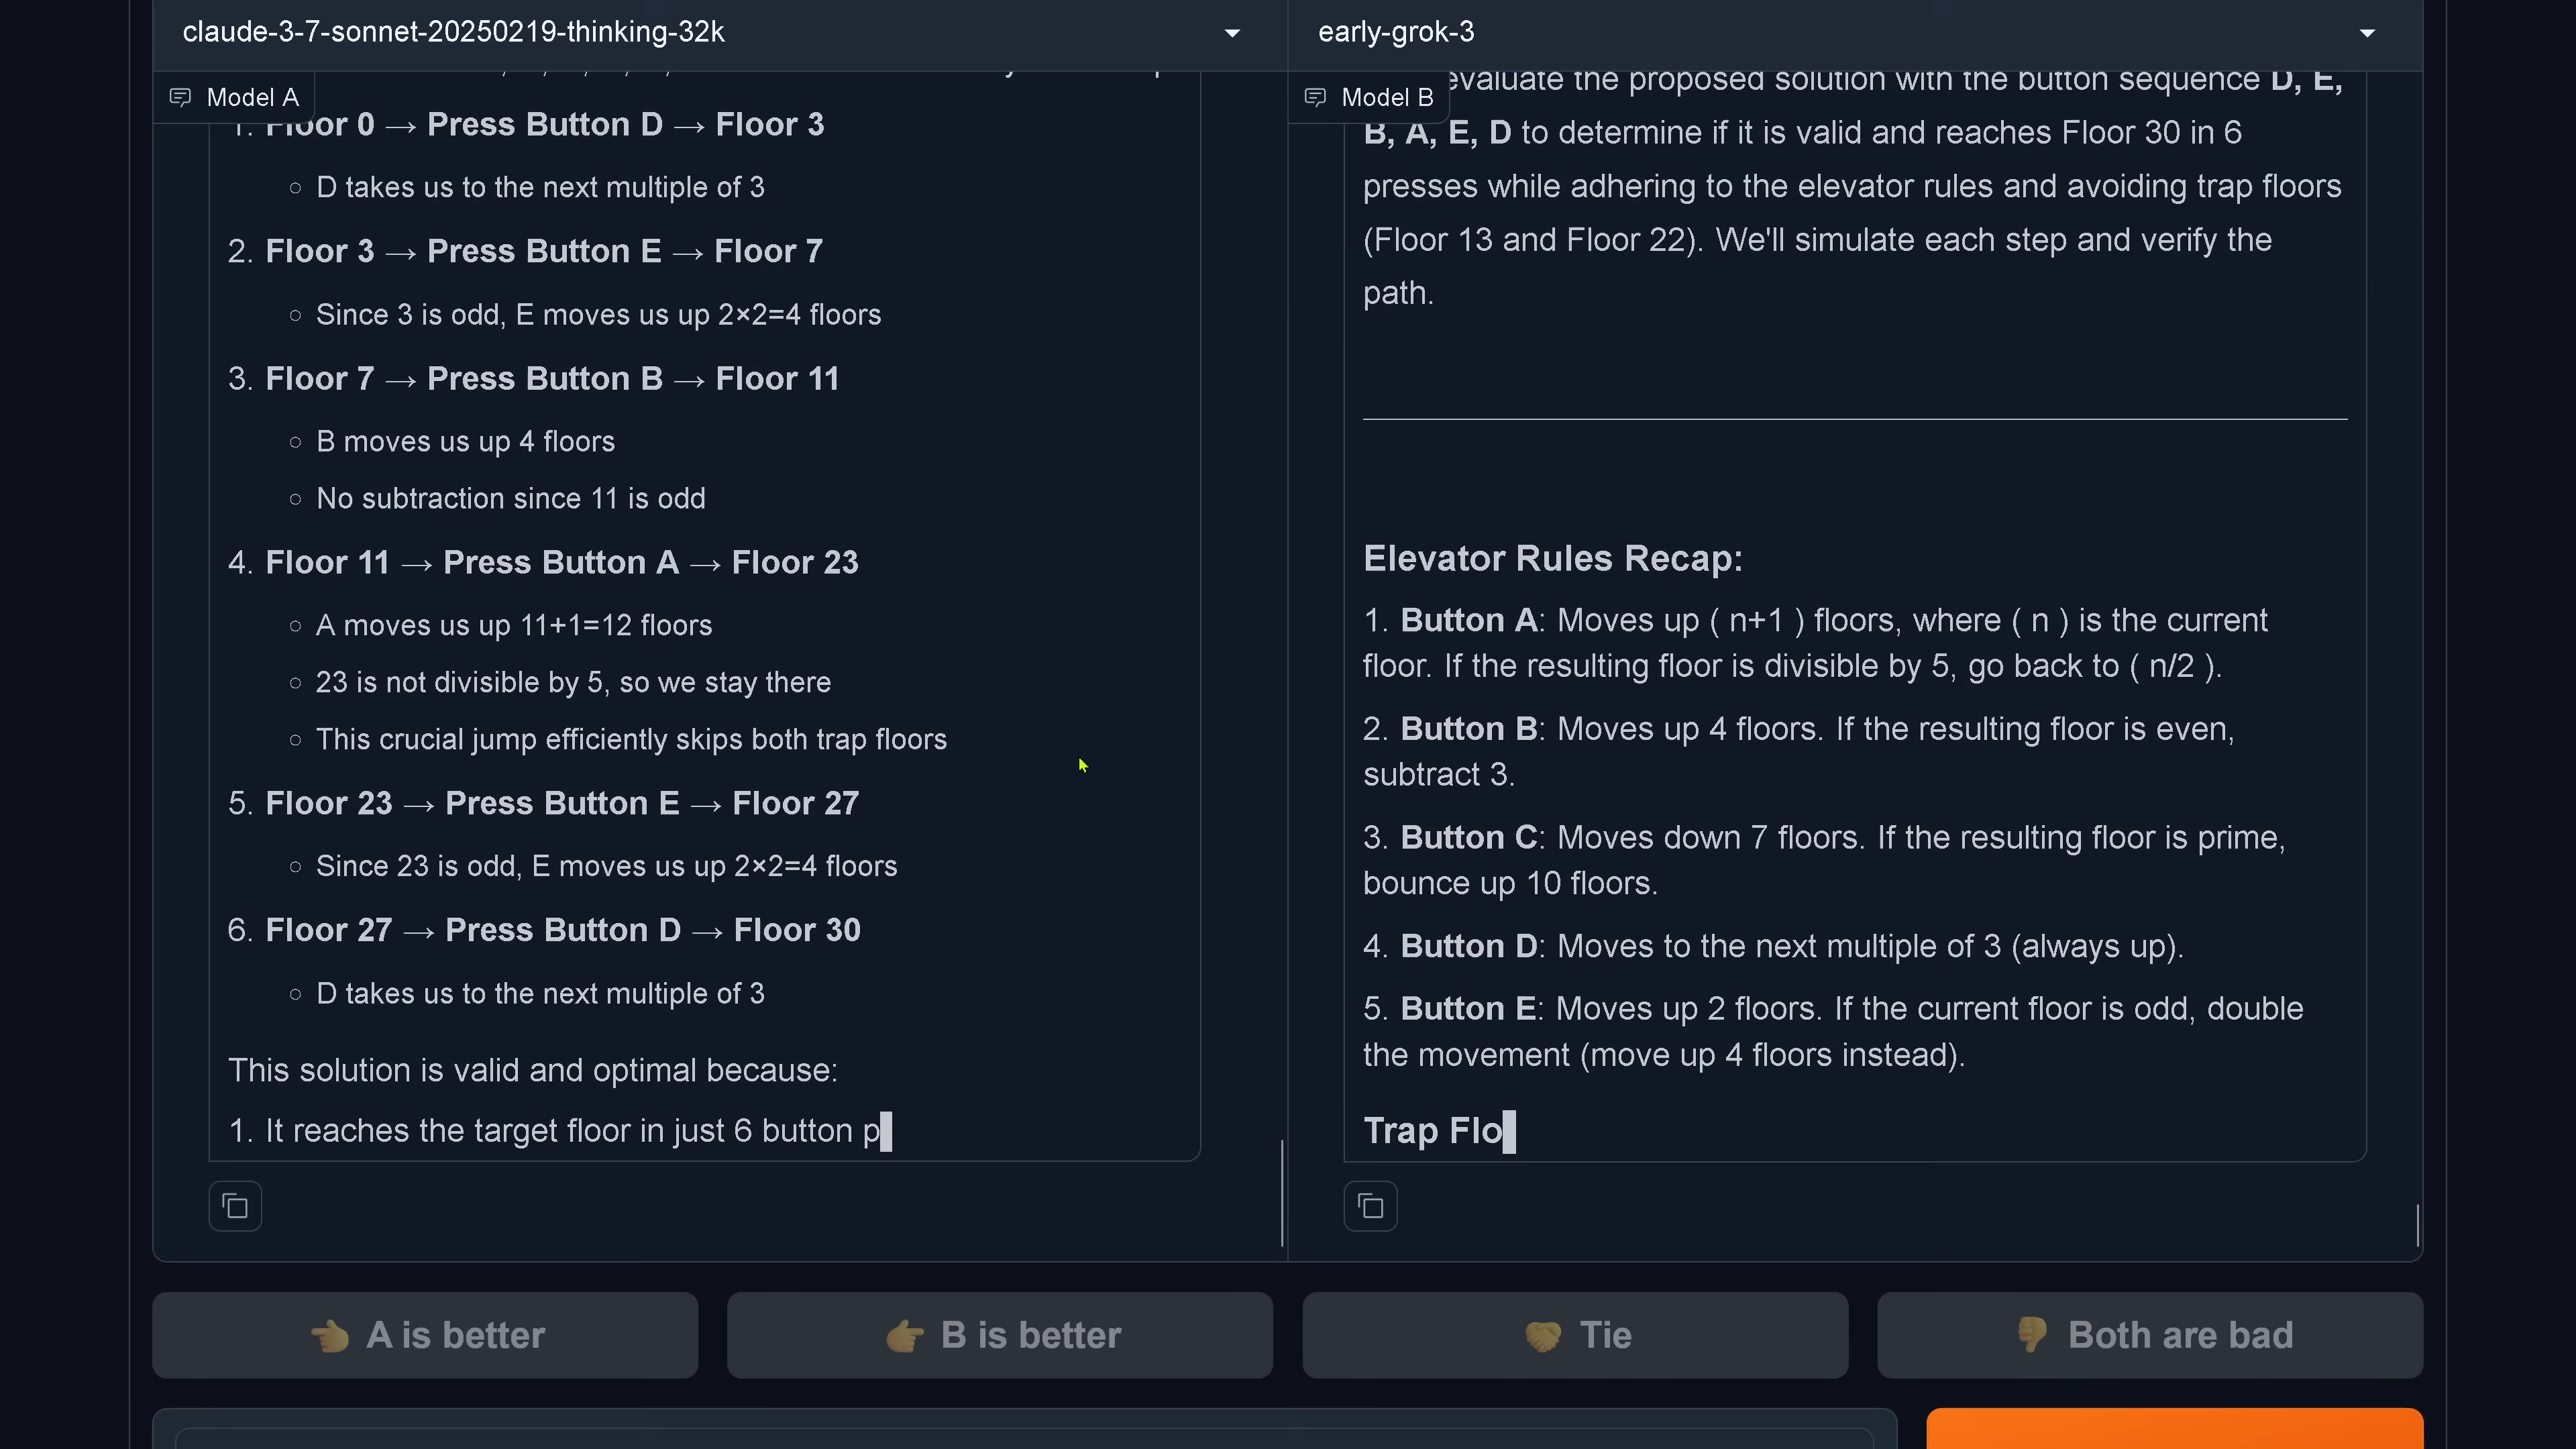 claude-3-7-sonnet-20250219-thinking-32k
Model A
1. Floor 0 → Press Button D → Floor 3
○ D takes us to the next multiple of 3
2. Floor 3 → Press Button E → Floor 7
○ Since 3 is odd, E moves us up 2×2=4 floors
3. Floor 7 → Press Button B → Floor 11
○ B moves us up 4 floors
○ No subtraction since 11 is odd
4. Floor 11 → Press Button A → Floor 23
○ A moves us up 11+1=12 floors
○ 23 is not divisible by 5, so we stay there
○ This crucial jump efficiently skips both trap floors
5. Floor 23 → Press Button E → Floor 27
○ Since 23 is odd, E moves us up 2×2=4 floors
6. Floor 27 → Press Button D → Floor 30
○ D takes us to the next multiple of 3
This solution is valid and optimal because:
1. It reaches the target floor in just 6 button p
early-grok-3
Model B
evaluate the proposed solution with the button sequence D, E,
B, A, E, D to determine if it is valid and reaches Floor 30 in 6
presses while adhering to the elevator rules and avoiding trap floors
(Floor 13 and Floor 22). We'll simulate each step and verify the
path.
Elevator Rules Recap:
1. Button A: Moves up ( n+1 ) floors, where ( n ) is the current
floor. If the resulting floor is divisible by 5, go back to ( n/2 ).
2. Button B: Moves up 4 floors. If the resulting floor is even,
subtract 3.
3. Button C: Moves down 7 floors. If the resulting floor is prime,
bounce up 10 floors.
4. Button D: Moves to the next multiple of 3 (always up).
5. Button E: Moves up 2 floors. If the current floor is odd, double
the movement (move up 4 floors instead).
Trap Flo
👈 A is better
👉 B is better
🤝 Tie
👎 Both are bad